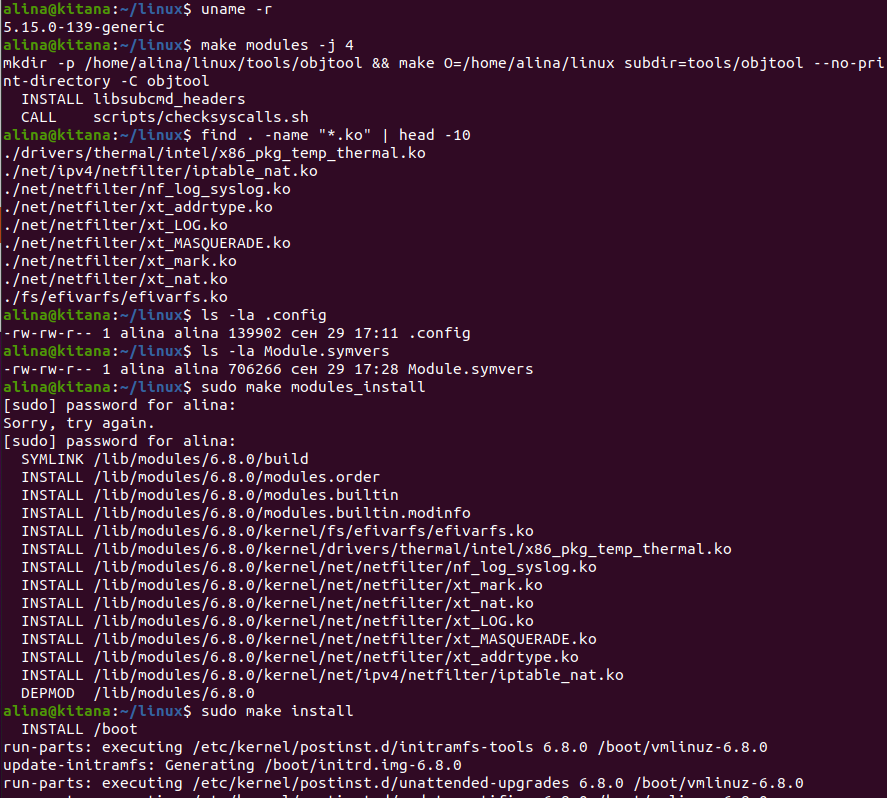 alina@kitana:~/linux$ uname -r
5.15.0-139-generic
alina@kitana:~/linux$ make modules -j 4
mkdir -p /home/alina/linux/tools/objtool && make O=/home/alina/linux subdir=tools/objtool --no-pri
nt-directory -C objtool
  INSTALL libsubcmd_headers
  CALL    scripts/checksyscalls.sh
alina@kitana:~/linux$ find . -name "*.ko" | head -10
./drivers/thermal/intel/x86_pkg_temp_thermal.ko
./net/ipv4/netfilter/iptable_nat.ko
./net/netfilter/nf_log_syslog.ko
./net/netfilter/xt_addrtype.ko
./net/netfilter/xt_LOG.ko
./net/netfilter/xt_MASQUERADE.ko
./net/netfilter/xt_mark.ko
./net/netfilter/xt_nat.ko
./fs/efivarfs/efivarfs.ko
alina@kitana:~/linux$ ls -la .config
-rw-rw-r-- 1 alina alina 139902 сен 29 17:11 .config
alina@kitana:~/linux$ ls -la Module.symvers
-rw-rw-r-- 1 alina alina 706266 сен 29 17:28 Module.symvers
alina@kitana:~/linux$ sudo make modules_install
[sudo] password for alina:
Sorry, try again.
[sudo] password for alina:
  SYMLINK /lib/modules/6.8.0/build
  INSTALL /lib/modules/6.8.0/modules.order
  INSTALL /lib/modules/6.8.0/modules.builtin
  INSTALL /lib/modules/6.8.0/modules.builtin.modinfo
  INSTALL /lib/modules/6.8.0/kernel/fs/efivarfs/efivarfs.ko
  INSTALL /lib/modules/6.8.0/kernel/drivers/thermal/intel/x86_pkg_temp_thermal.ko
  INSTALL /lib/modules/6.8.0/kernel/net/netfilter/nf_log_syslog.ko
  INSTALL /lib/modules/6.8.0/kernel/net/netfilter/xt_mark.ko
  INSTALL /lib/modules/6.8.0/kernel/net/netfilter/xt_nat.ko
  INSTALL /lib/modules/6.8.0/kernel/net/netfilter/xt_LOG.ko
  INSTALL /lib/modules/6.8.0/kernel/net/netfilter/xt_MASQUERADE.ko
  INSTALL /lib/modules/6.8.0/kernel/net/netfilter/xt_addrtype.ko
  INSTALL /lib/modules/6.8.0/kernel/net/ipv4/netfilter/iptable_nat.ko
  DEPMOD  /lib/modules/6.8.0
alina@kitana:~/linux$ sudo make install
  INSTALL /boot
run-parts: executing /etc/kernel/postinst.d/initramfs-tools 6.8.0 /boot/vmlinuz-6.8.0
update-initramfs: Generating /boot/initrd.img-6.8.0
run-parts: executing /etc/kernel/postinst.d/unattended-upgrades 6.8.0 /boot/vmlinuz-6.8.0